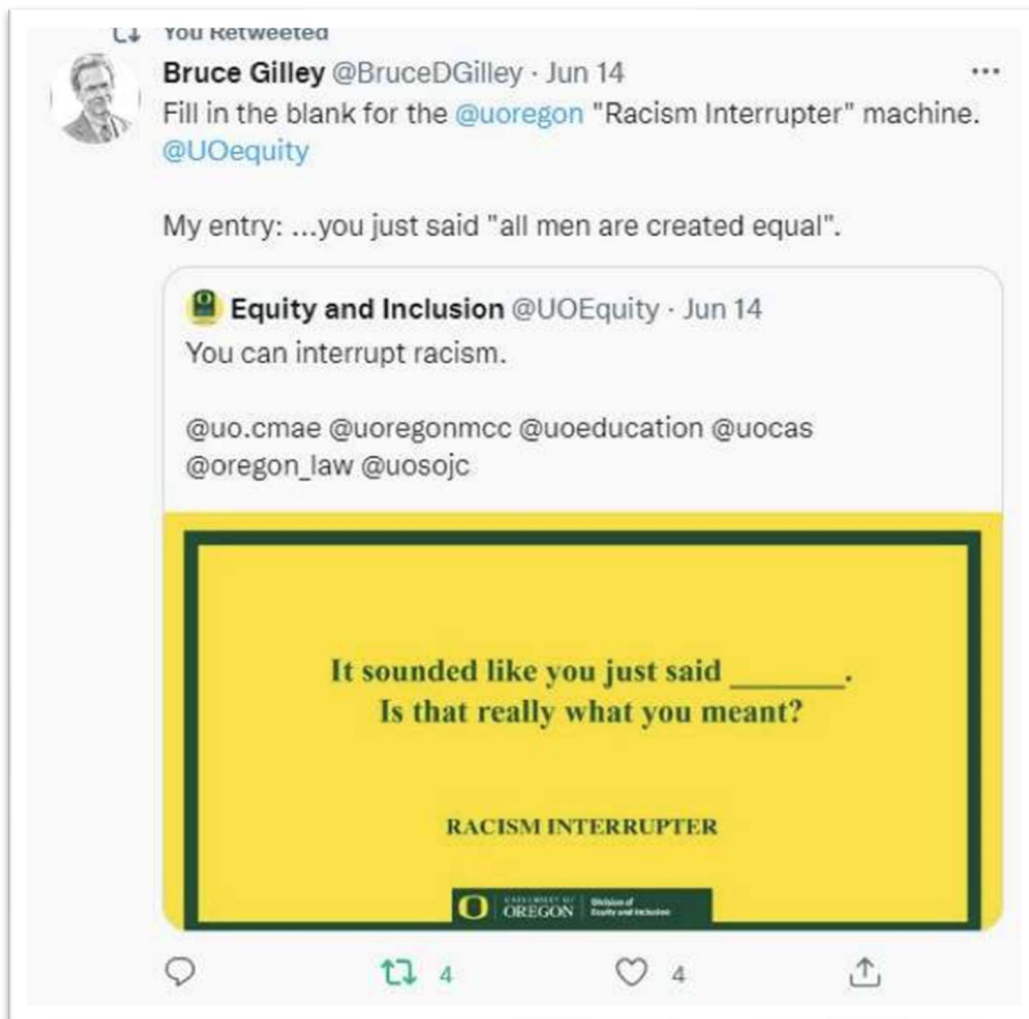 You Retweeted
Bruce Gilley @BruceDGilley · Jun 14
Fill in the blank for the @uoregon "Racism Interrupter" machine.
@UOequity
My entry: ...you just said "all men are created equal".
Equity and Inclusion @UOEquity · Jun 14
You can interrupt racism.
@uo.cmae @uoregonmcc @uoeducation @uocas
@oregon_law @uosojc
It sounded like you just said _______.
Is that really what you meant?
RACISM INTERRUPTER
UNIVERSITY OF
OREGON
Division of
Equity and Inclusion
4
4